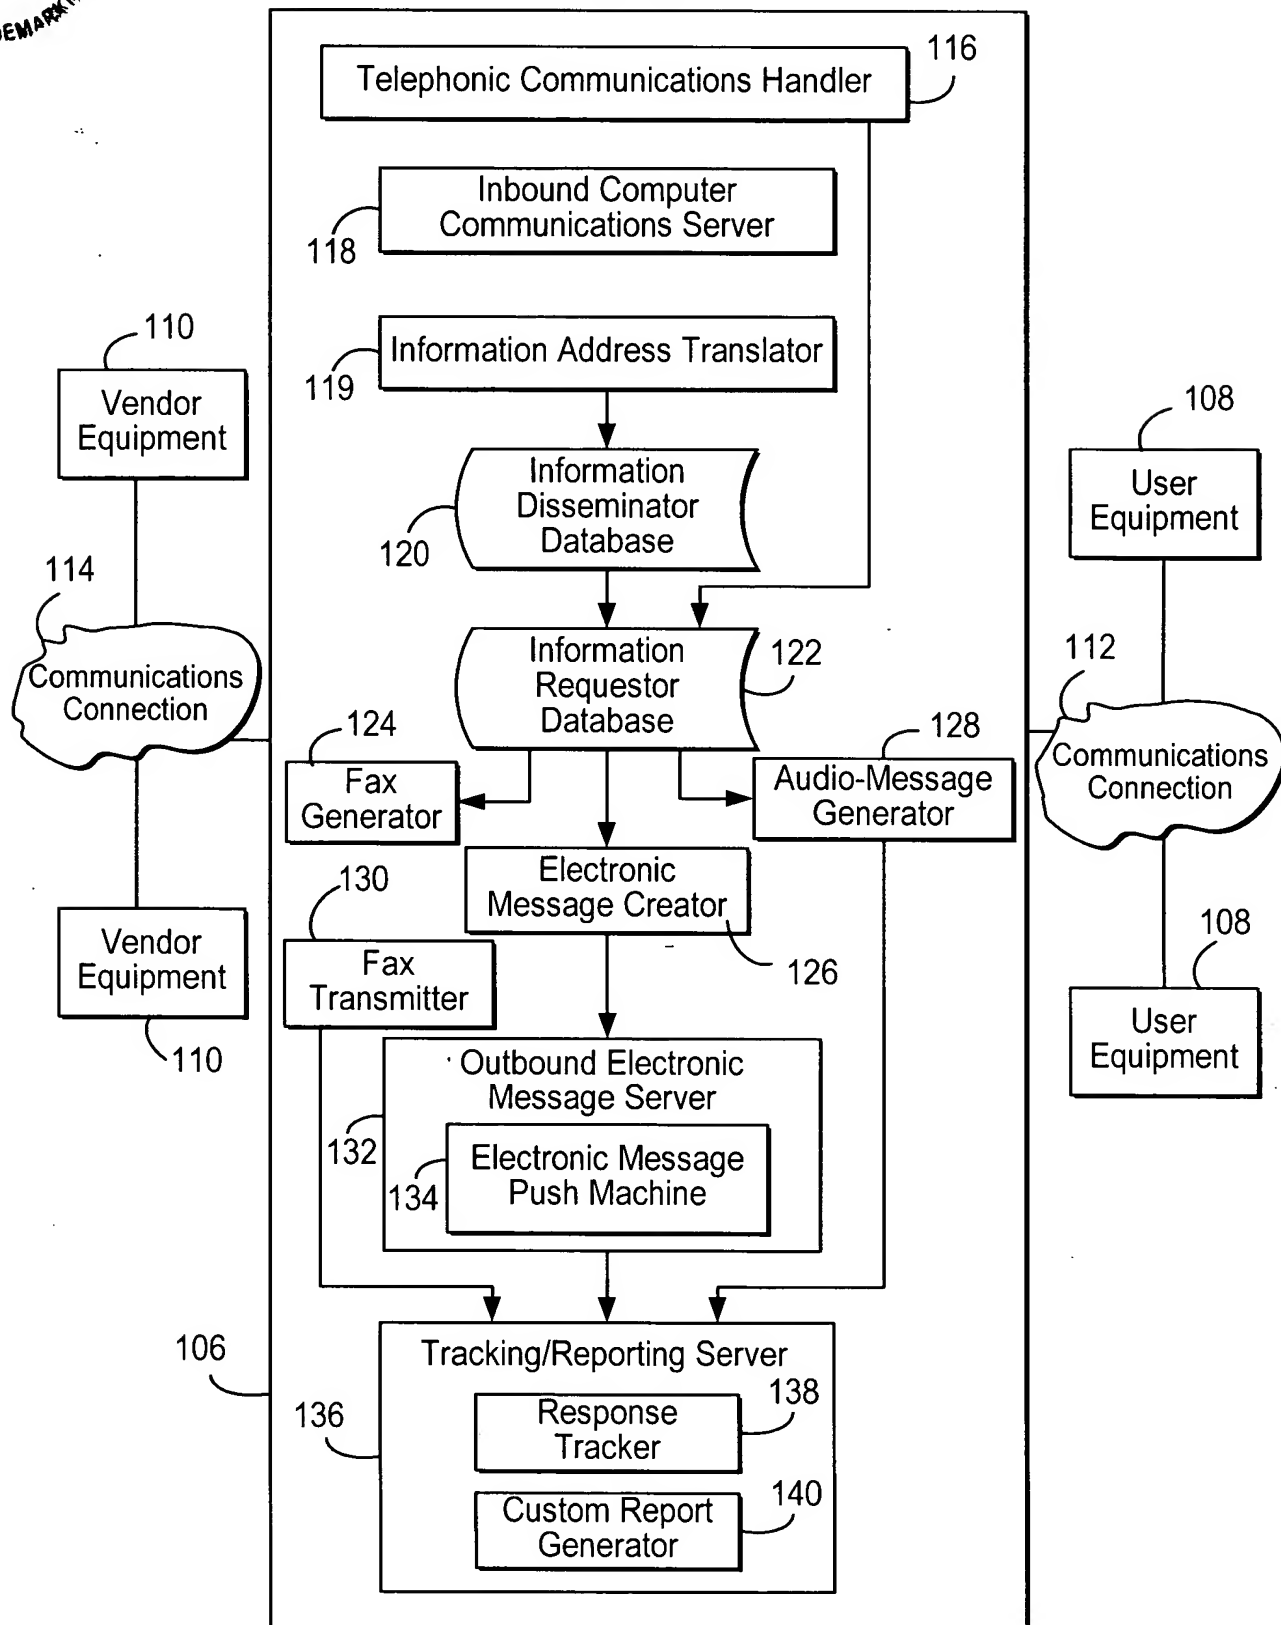 116
Telephonic Communications Handler
Inbound Computer
Communications Server
118
110
Information Address Translator
119
Vendor
Equipment
108
Information
Disseminator
Database
120
User
Equipment
114
Communications
Connection
Information
Requestor
Database
122
112
124
128
Fax
Generator
Audio-Message
Generator
Communications
Connection
130
Electronic
Message Creator
126
Vendor
Equipment
110
Fax
Transmitter
108
User
Equipment
Outbound Electronic
Message Server
132
Electronic Message
Push Machine
134
106
Tracking/Reporting Server
136
138
Response
Tracker
140
Custom Report
Generator